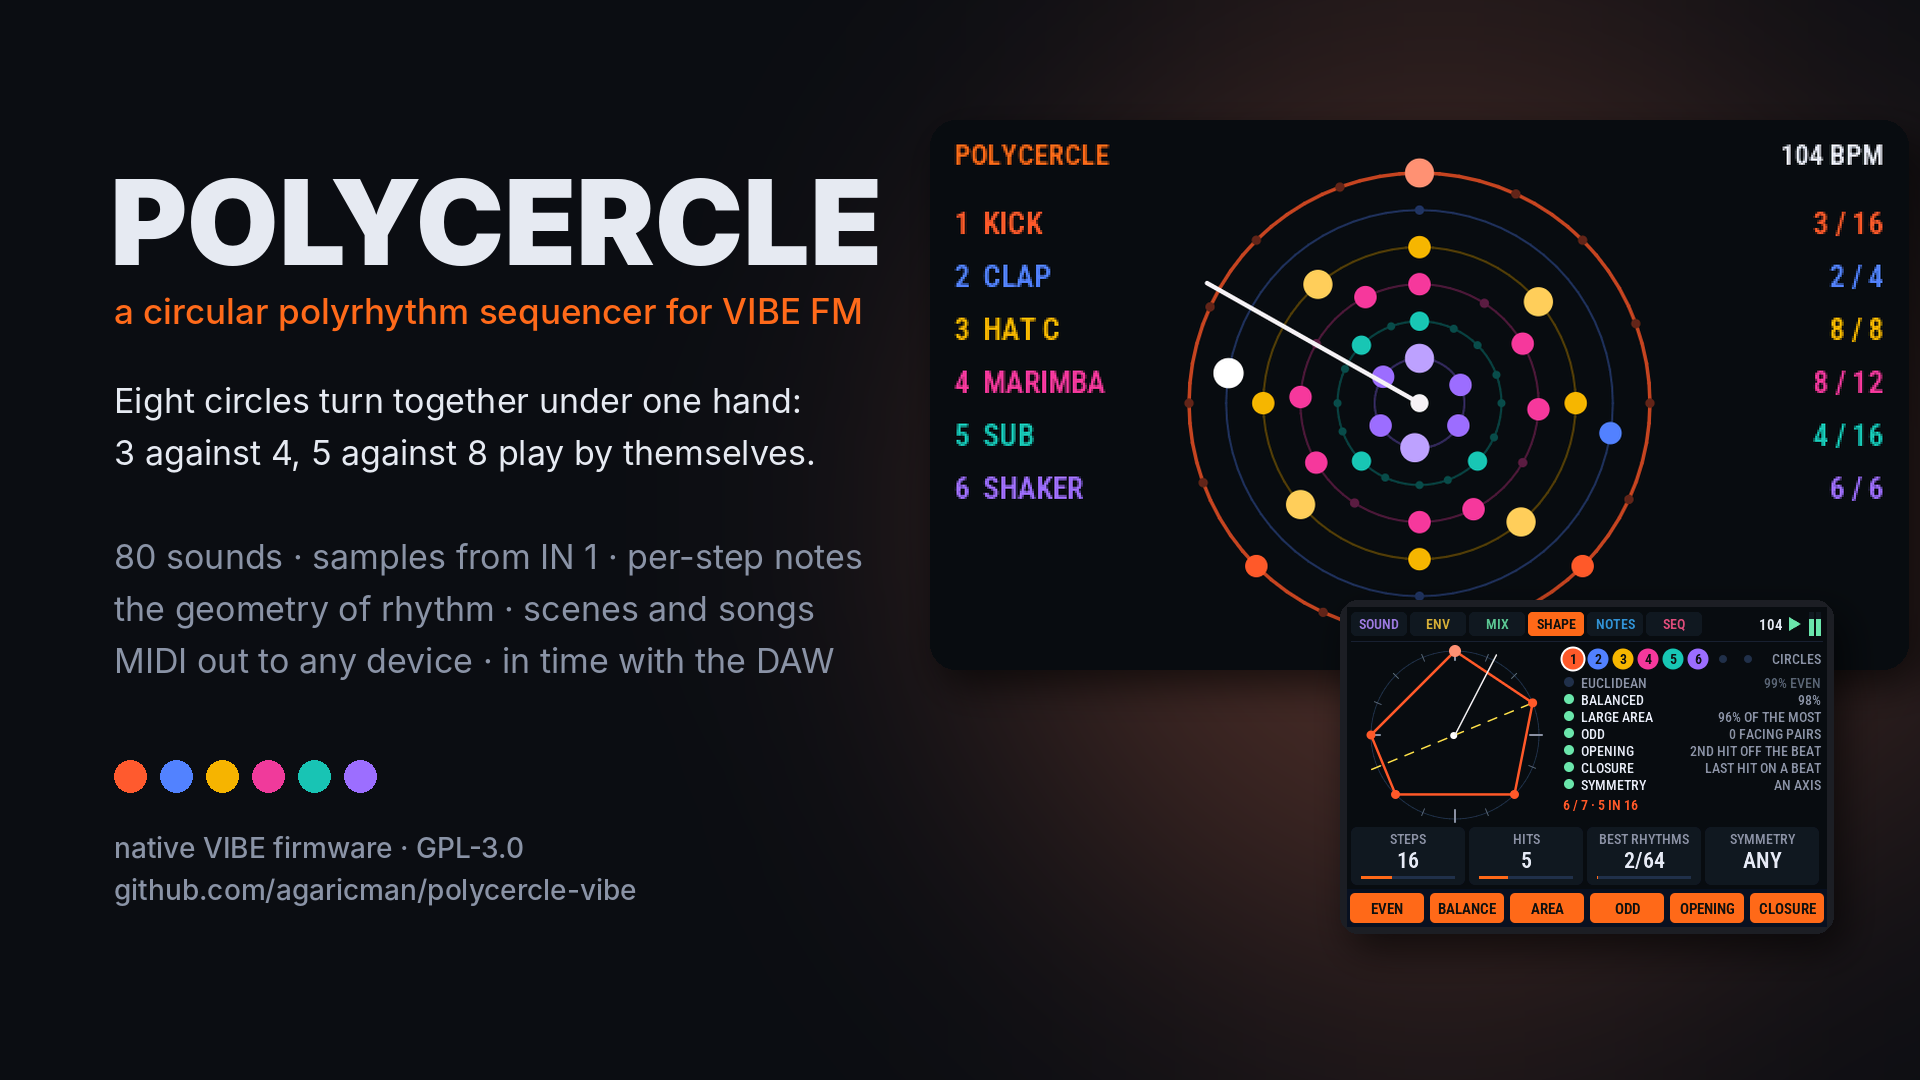 POLYCERCLE
a circular polyrhythm sequencer for VIBE FM
Eight circles turn together under one hand:
3 against 4, 5 against 8 play by themselves.
80 sounds · samples from IN 1 · per-step notes
the geometry of rhythm · scenes and songs
MIDI out to any device · in time with the DAW
native VIBE firmware · GPL-3.0
github.com/agaricman/polycercle-vibe
POLYCERCLE 104 BPM
1 KICK 3 / 16
2 CLAP 2 / 4
3 HAT C 8 / 8
4 MARIMBA 8 / 12
5 SUB 4 / 16
6 SHAKER 6 / 6
SOUND ENV MIX SHAPE NOTES SEQ 104
1 2 3 4 5 6 CIRCLES
EUCLIDEAN 99% EVEN
BALANCED 98%
LARGE AREA 96% OF THE MOST
ODD 0 FACING PAIRS
OPENING 2ND HIT OFF THE BEAT
CLOSURE LAST HIT ON A BEAT
SYMMETRY AN AXIS
6 / 7 · 5 IN 16
STEPS HITS BEST RHYTHMS SYMMETRY
16 5 2/64 ANY
EVEN BALANCE AREA ODD OPENING CLOSURE